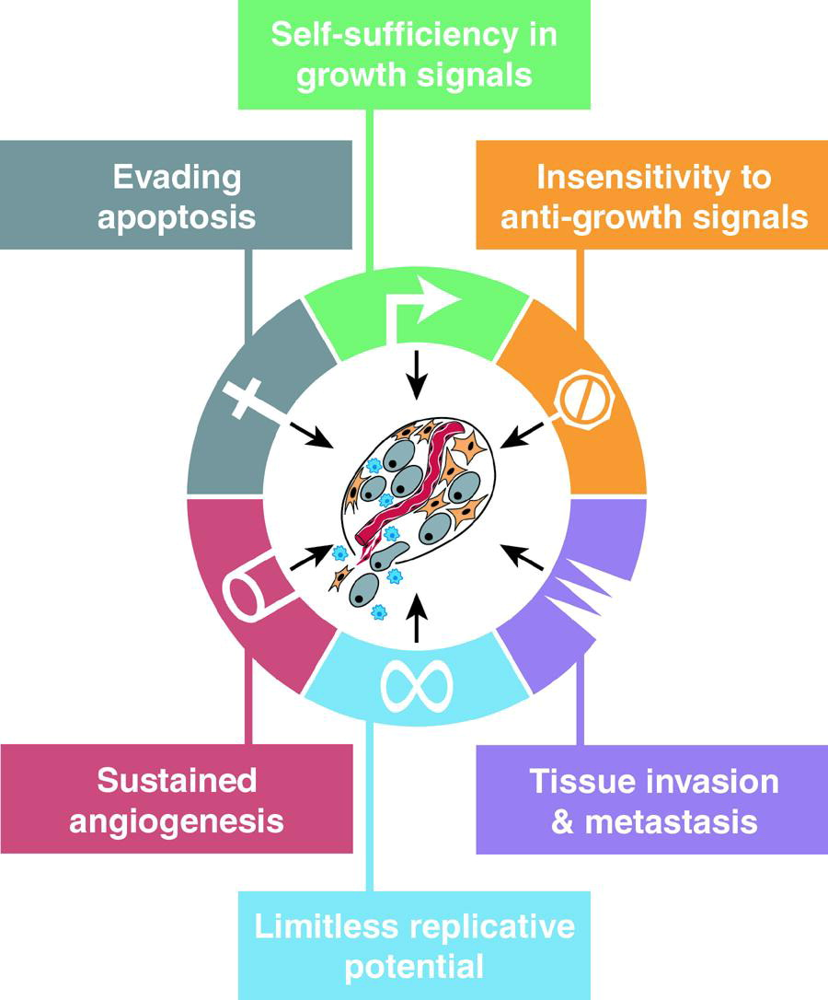 Self-sufficiency in
growth signals
Evading
apoptosis
Insensitivity to
anti-growth signals
Sustained
angiogenesis
Tissue invasion
& metastasis
Limitless replicative
potential